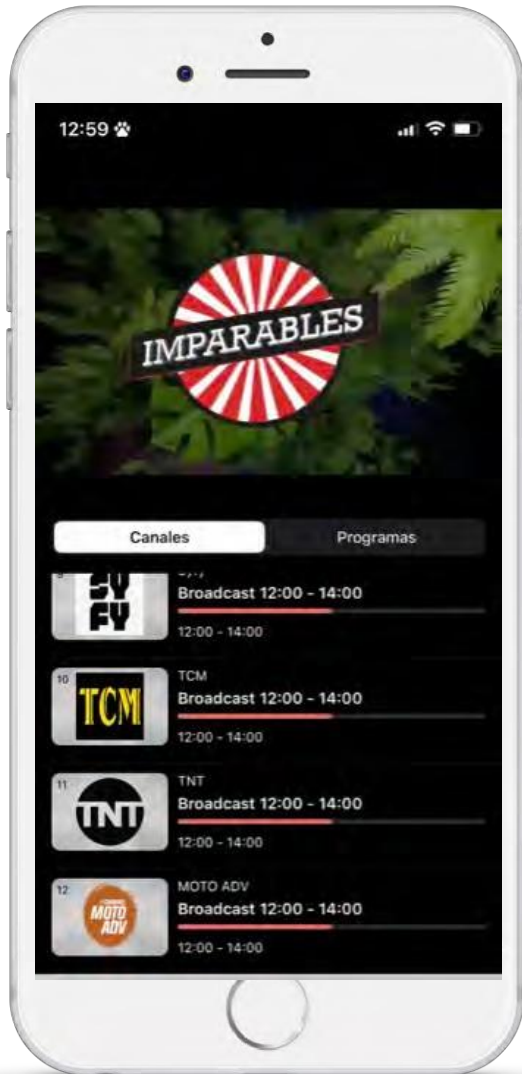 12:59
IMPARABLES
Canales
Programas
SY
FY
Broadcast 12:00 - 14:00
12:00 - 14:00
10
TCM
TCM
Broadcast 12:00 - 14:00
12:00 - 14:00
11
TNT
TNT
Broadcast 12:00 - 14:00
12:00 - 14:00
12
MOTO
ADV
MOTO ADV
Broadcast 12:00 - 14:00
12:00 - 14:00